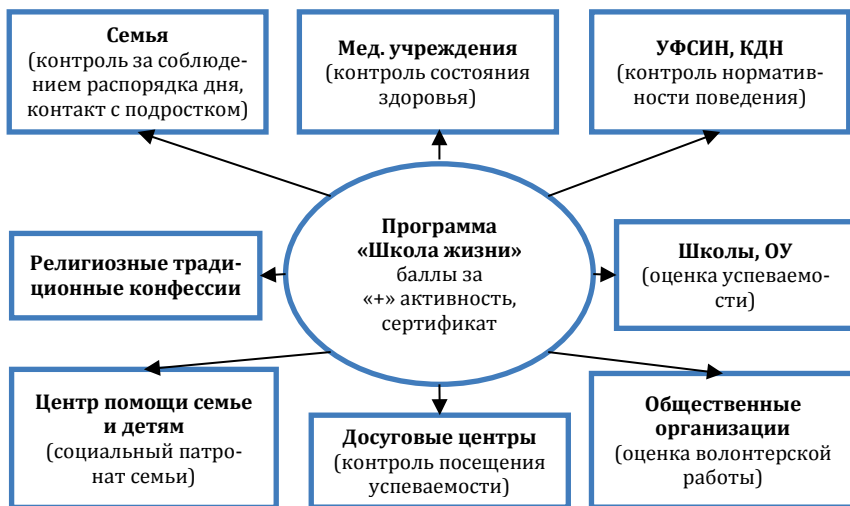 Семья
(контроль за соблюде-
нием распорядка дня,
контакт с подростком)
Мед. учреждения
(контроль состояния
здоровья)
УФСИН, КДН
(контроль норматив-
ности поведения)
Религиозные тради-
ционные конфессии
Программа
«Школа жизни»
баллы за
«+» активность,
сертификат
Школы, ОУ
(оценка успеваемо-
сти)
Центр помощи семье
и детям
(социальный патро-
нат семьи)
Досуговые центры
(контроль посещения
успеваемости)
Общественные
организации
(оценка волонтерской
работы)